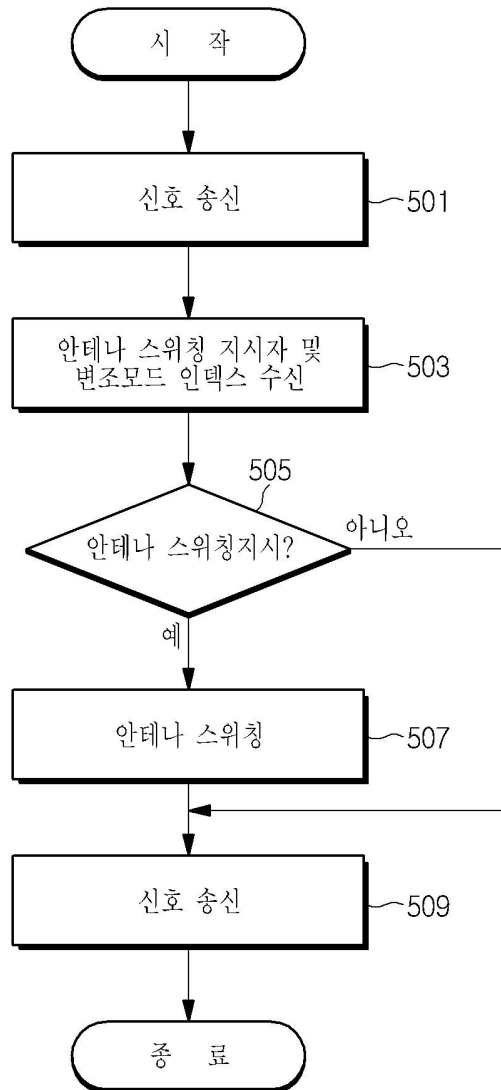 시 작
신호 송신
501
안테나 스위칭 지시자 및
변조모드 인덱스 수신
503
505
안테나 스위칭지시?
아니오
예
안테나 스위칭
507
신호 송신
509
종 료